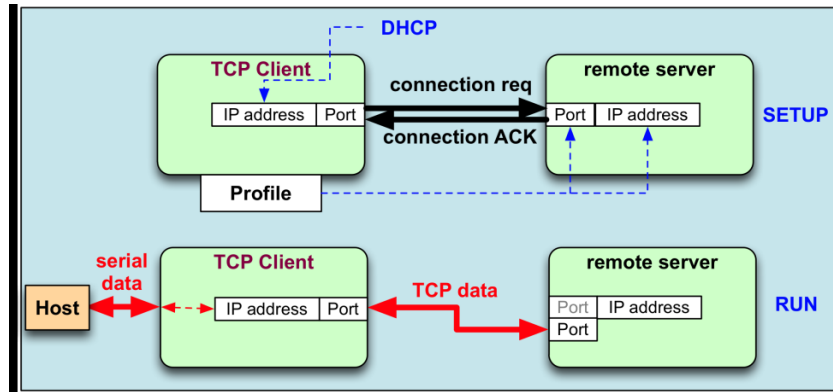 DHCP
TCP Client
remote server
connection req
IP address Port
Port IP address
SETUP
connection ACK
Profile
serial
data
TCP Client
remote server
TCP data
Host
IP address Port
Port IP address
RUN
Port